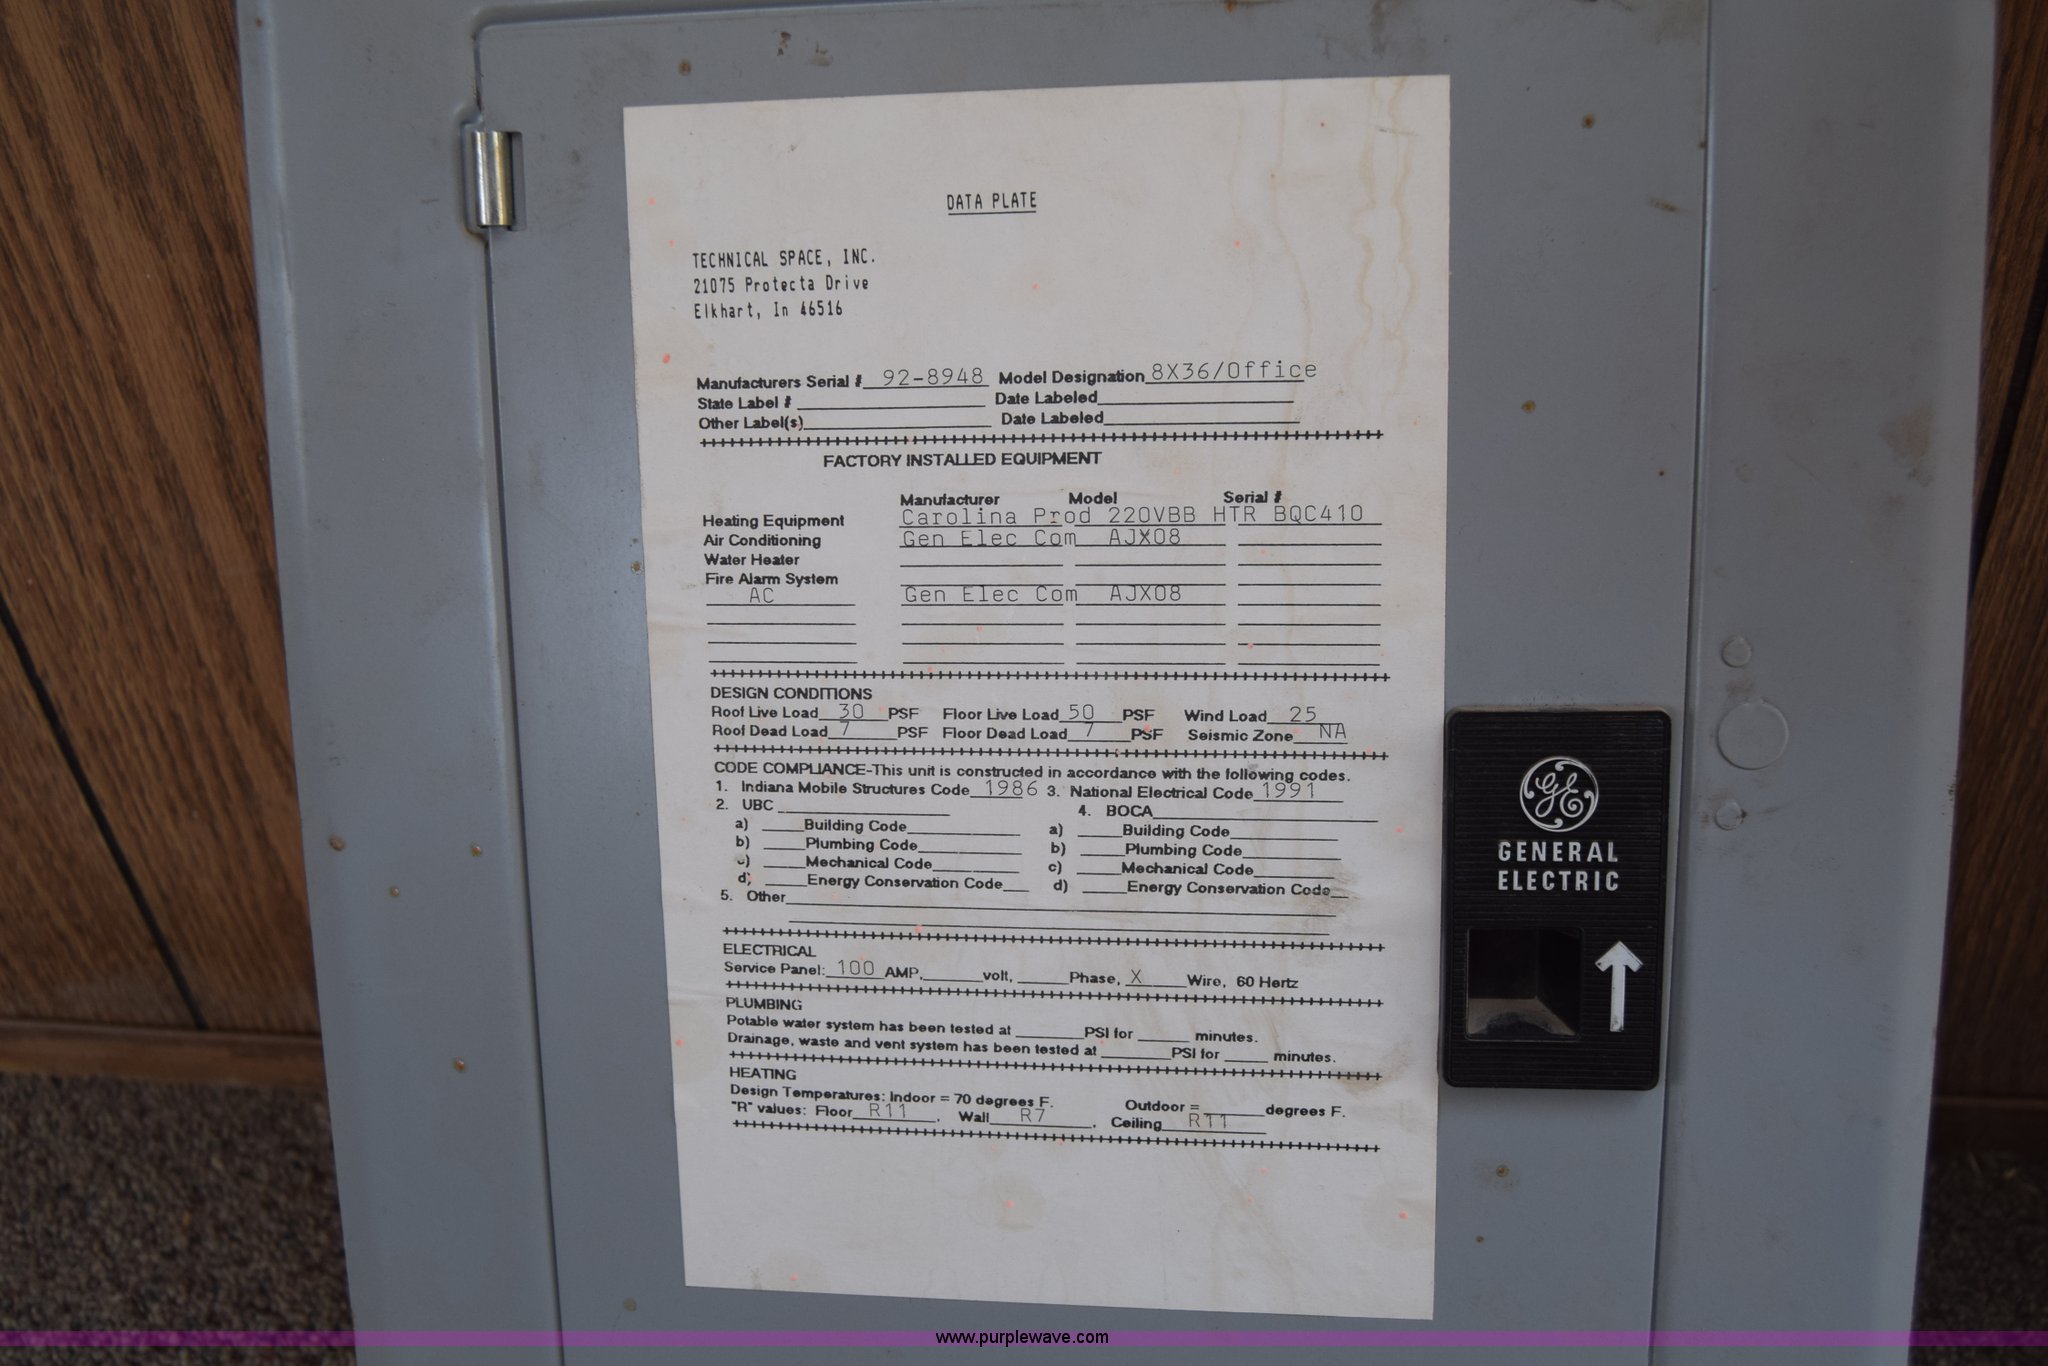 DATA PLATE
TECHNICAL SPACE, INC.
21075 Protecta Drive
Elkhart, In 46516
Manufacturers Serial # 92-8948 Model Designation 8X36/Office
State Label # Date Labeled
Other Label(s) Date Labeled
FACTORY INSTALLED EQUIPMENT
Manufacturer Model Serial #
Heating Equipment Carolina Prod 220VBB HTR BQC410
Air Conditioning Gen Elec Com AJX08
Water Heater
Fire Alarm System
AC Gen Elec Com AJX08
DESIGN CONDITIONS
Roof Live Load 30 PSF Floor Live Load 50 PSF Wind Load 25
Roof Dead Load 7 PSF Floor Dead Load 7 PSF Seismic Zone NA
CODE COMPLIANCE-This unit is constructed in accordance with the following codes.
1. Indiana Mobile Structures Code 1986 3. National Electrical Code 1991
2. UBC 4. BOCA
a) Building Code a) Building Code
b) Plumbing Code b) Plumbing Code
c) Mechanical Code c) Mechanical Code
d) Energy Conservation Code d) Energy Conservation Code
5. Other
ELECTRICAL
Service Panel: 100 AMP, volt, Phase, X Wire, 60 Hertz
PLUMBING
Potable water system has been tested at PSI for minutes.
Drainage, waste and vent system has been tested at PSI for minutes.
HEATING
Design Temperatures: Indoor = 70 degrees F. Outdoor = degrees F.
"R" values: Floor R11, Wall R7, Ceiling R11
GE
GENERAL
ELECTRIC
www.purplewave.com